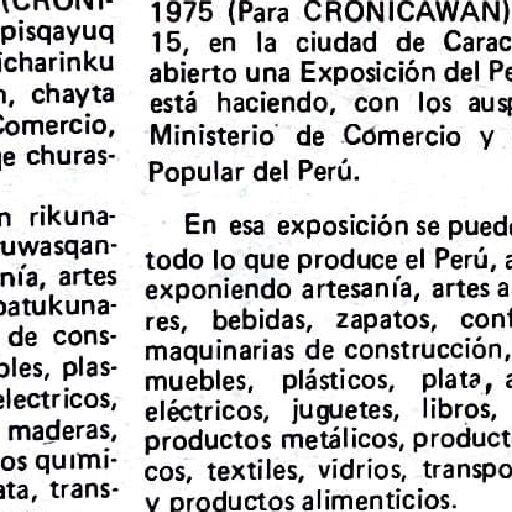 pisqayuq
icharinku
chayta
Comercio,
churas-
rikuna-
uwasqan-
nía, artes
patukuna-
de cons-
bles, plas-
electricos,
maderas,
os quimi-
ata, trans-
1975 (Para CRONICAWAN)
15, en la ciudad de Carac
abierto una Exposición del Pe
está haciendo, con los ausp
Ministerio de Comercio y
Popular del Perú.
En esa exposición se puede
todo lo que produce el Perú, a
exponiendo artesanía, artes a
res, bebidas, zapatos, conf
maquinarias de construcción,
muebles, plásticos, plata, a
eléctricos, juguetes, libros,
productos metálicos, product
cos, textiles, vidrios, transpo
y productos alimenticios.